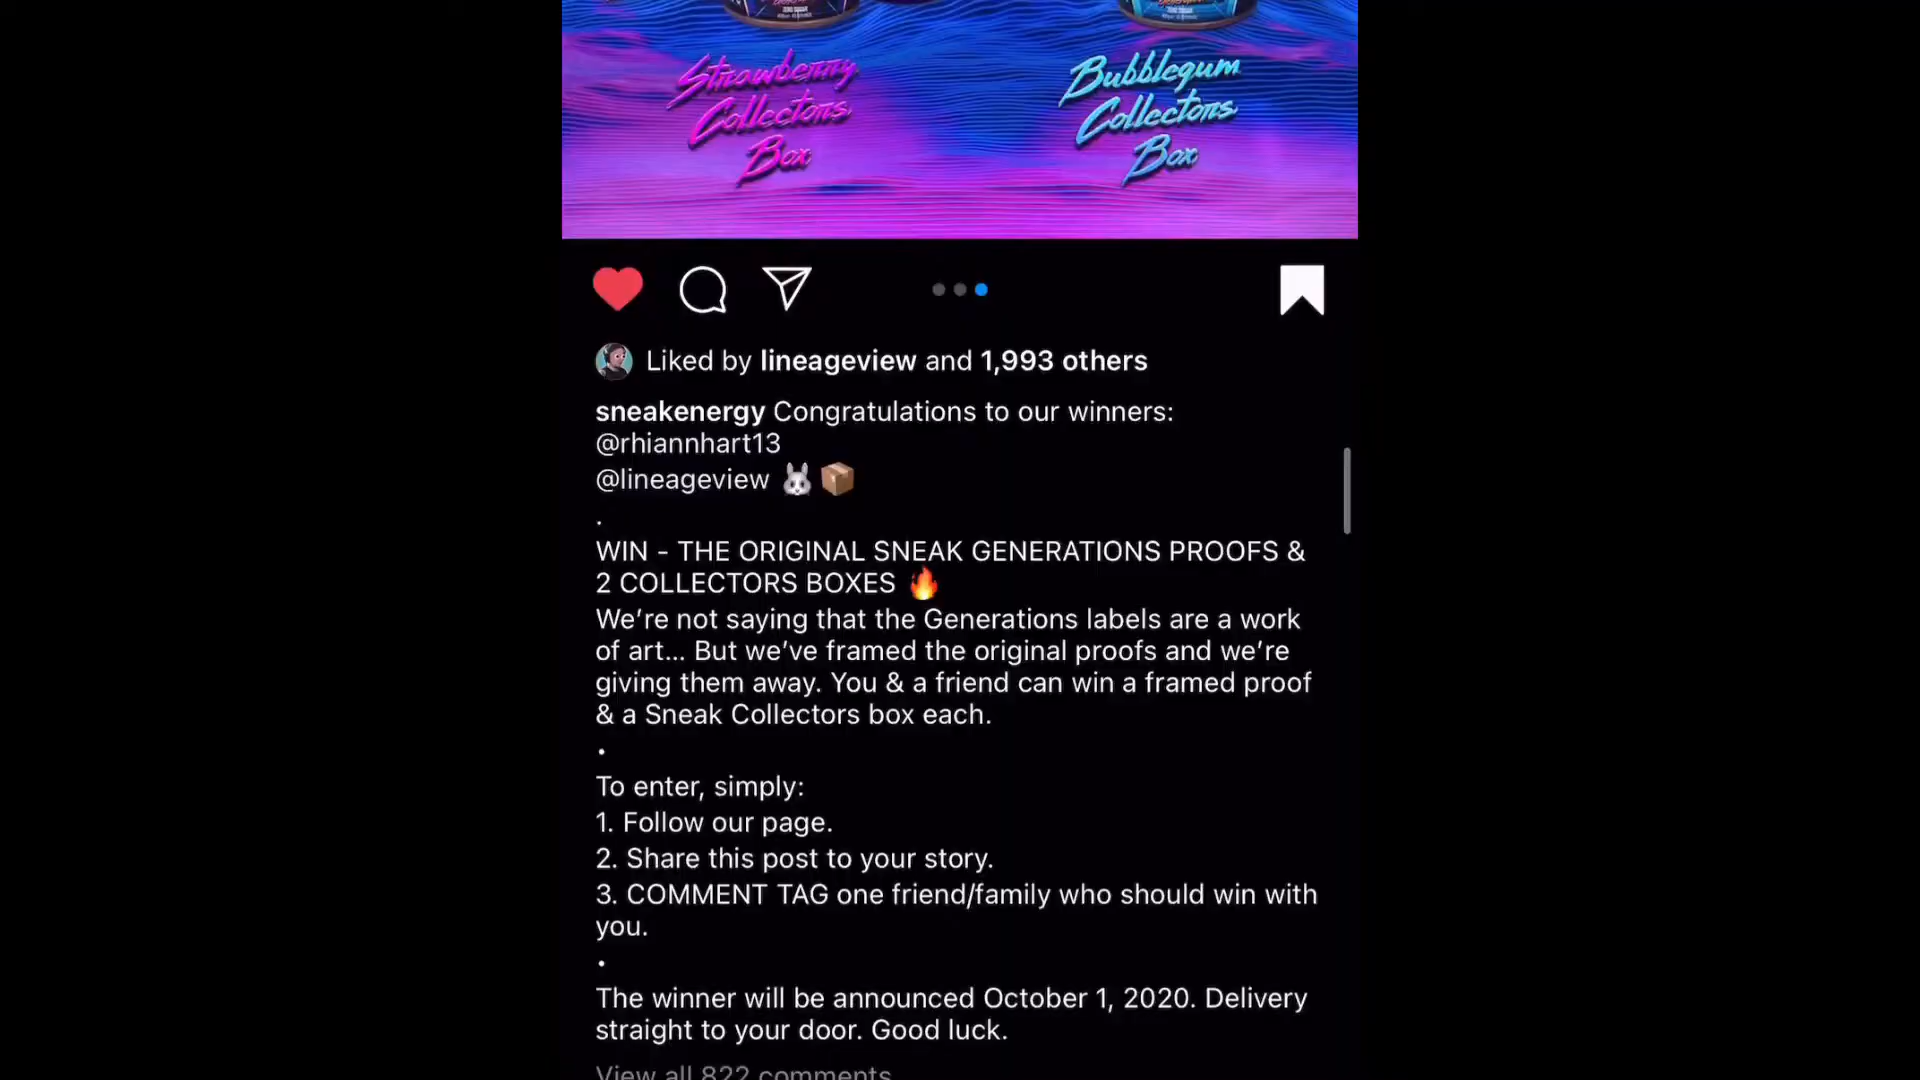 ZERO SUGAR
Strawberry
Collectors
Box
Bubblegum
Collectors
Box
Liked by lineageview and 1,993 others
sneakenergy Congratulations to our winners:
@rhiannhart13
@lineageview 🐰 📦
.
WIN - THE ORIGINAL SNEAK GENERATIONS PROOFS &
2 COLLECTORS BOXES 🔥
We’re not saying that the Generations labels are a work
of art... But we’ve framed the original proofs and we’re
giving them away. You & a friend can win a framed proof
& a Sneak Collectors box each.
•
To enter, simply:
1. Follow our page.
2. Share this post to your story.
3. COMMENT TAG one friend/family who should win with
you.
•
The winner will be announced October 1, 2020. Delivery
straight to your door. Good luck.
View all 822 comments